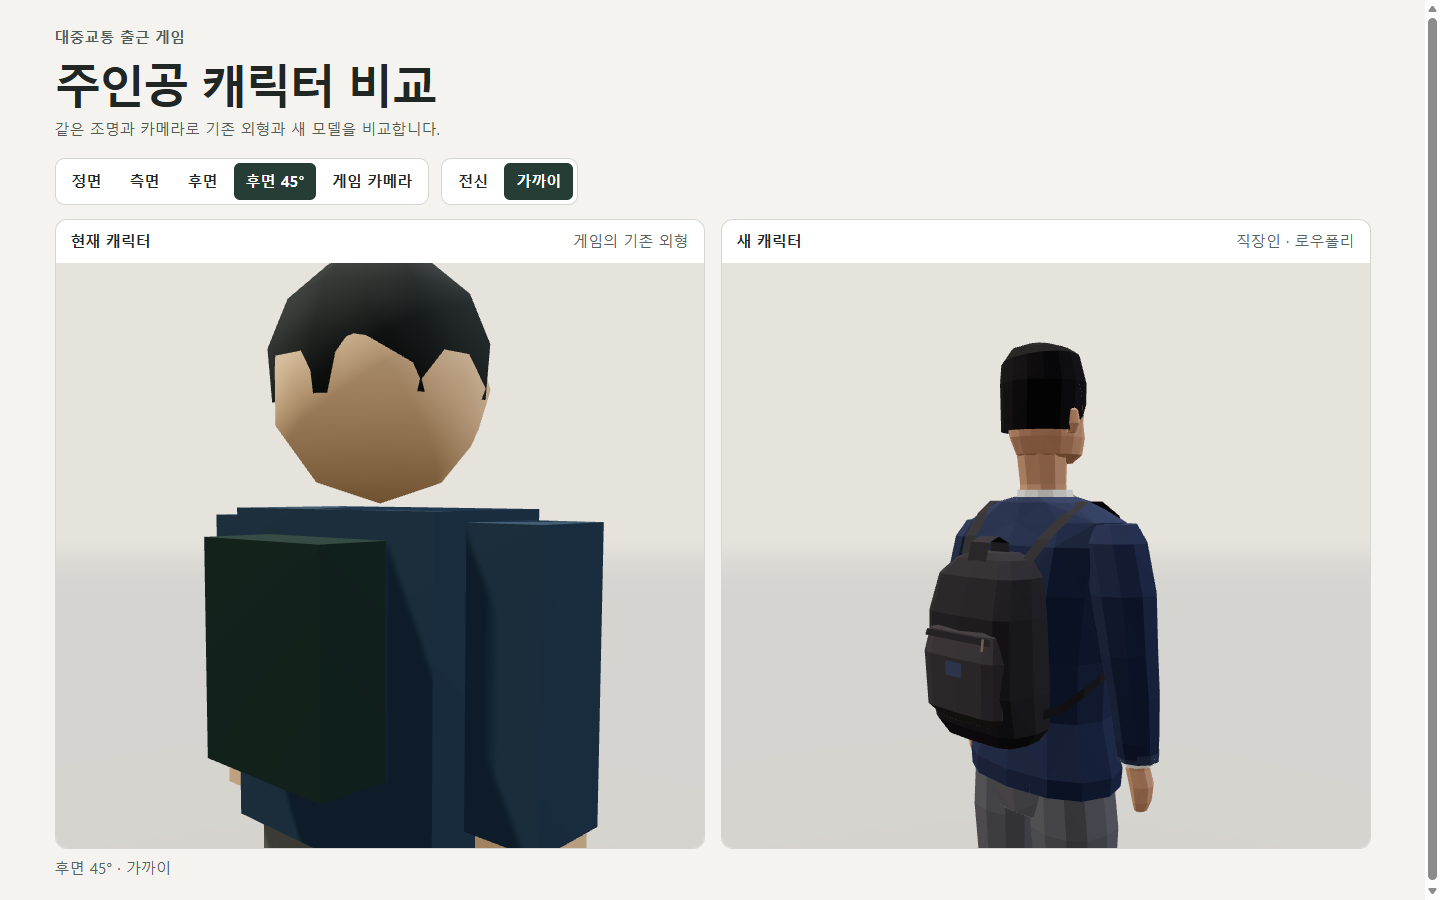 대중교통 출근 게임
주인공 캐릭터 비교
같은 조명과 카메라로 기존 외형과 새 모델을 비교합니다.
정면 측면 후면 후면 45° 게임 카메라 전신 가까이
현재 캐릭터 게임의 기존 외형
새 캐릭터 직장인 · 로우폴리
후면 45° · 가까이